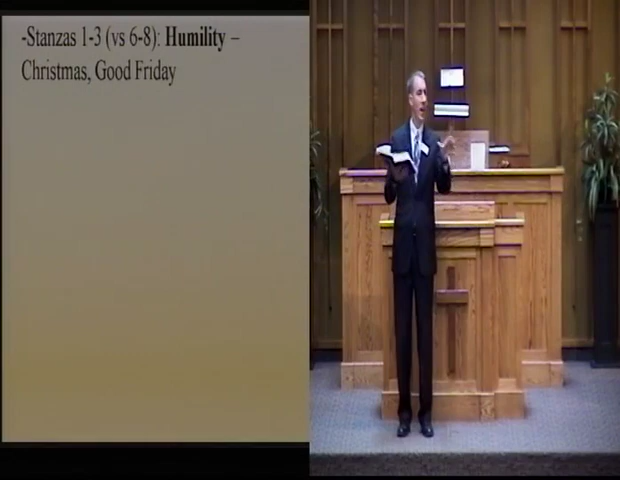 -Stanzas 1-3 (vs 6-8): Humility –
Christmas, Good Friday